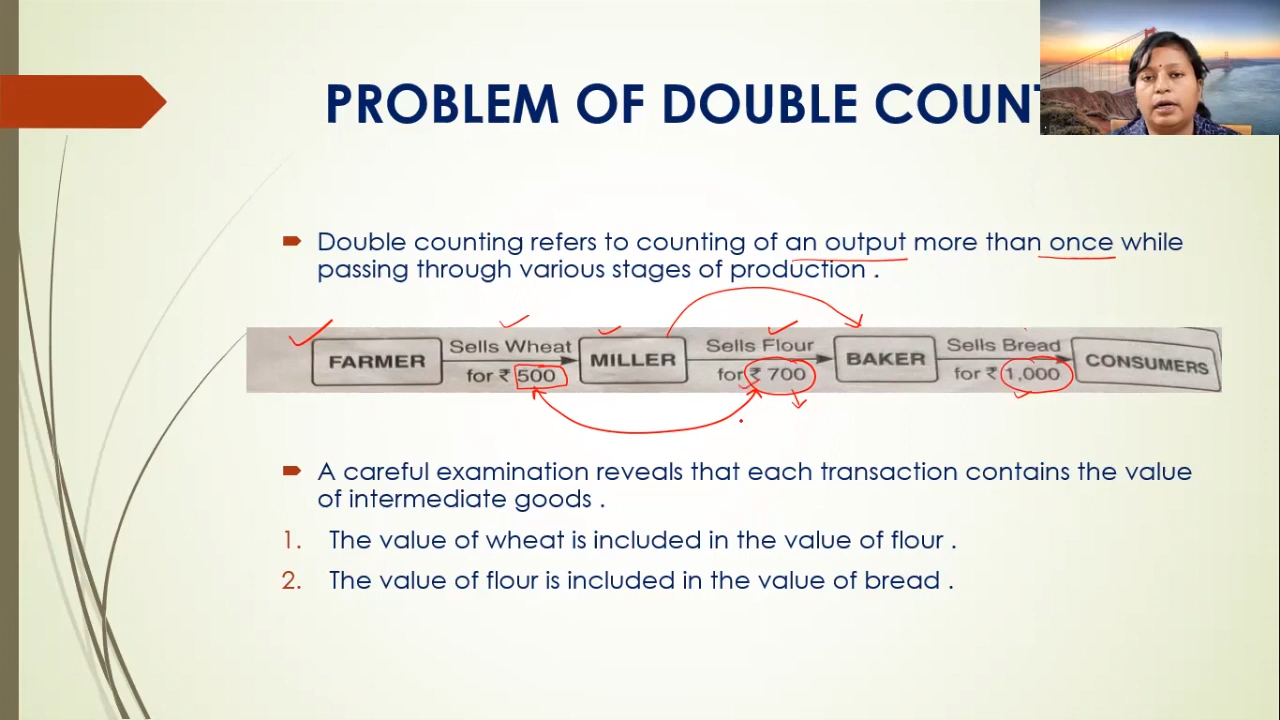 PROBLEM OF DOUBLE COUNT
Double counting refers to counting of an output more than once while
passing through various stages of production .
FARMER Sells Wheat for ₹ 500 MILLER Sells Flour for ₹ 700 BAKER Sells Bread for ₹ 1,000 CONSUMERS
A careful examination reveals that each transaction contains the value
of intermediate goods .
1. The value of wheat is included in the value of flour .
2. The value of flour is included in the value of bread .